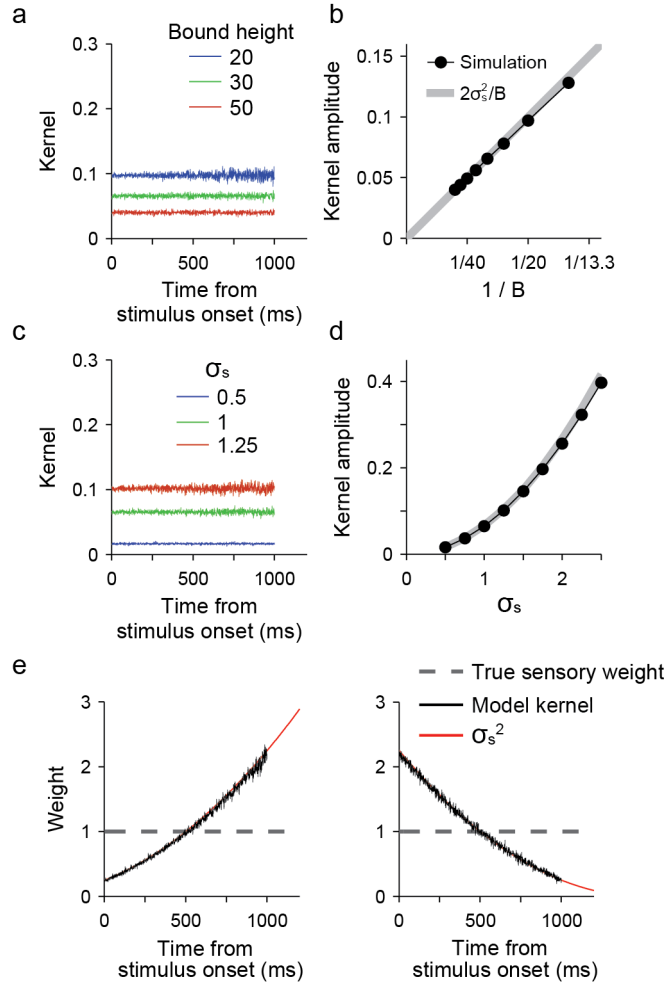 a
Bound height
20
30
50
Kernel
0.3
0.2
0.1
0
0
500
1000
Time from
stimulus onset (ms)
b
Simulation
2σₛ²/B
Kernel amplitude
0.15
0.10
0.05
0
1/40
1/20
1/13.3
1 / B
c
σₛ
0.5
1
1.25
Kernel
0.3
0.2
0.1
0
0
500
1000
Time from
stimulus onset (ms)
d
Kernel amplitude
0.4
0.2
0
0
1
2
σₛ
e
True sensory weight
Model kernel
σₛ²
Weight
3
2
1
0
0
500
1000
Time from
stimulus onset (ms)
3
2
1
0
0
500
1000
Time from
stimulus onset (ms)